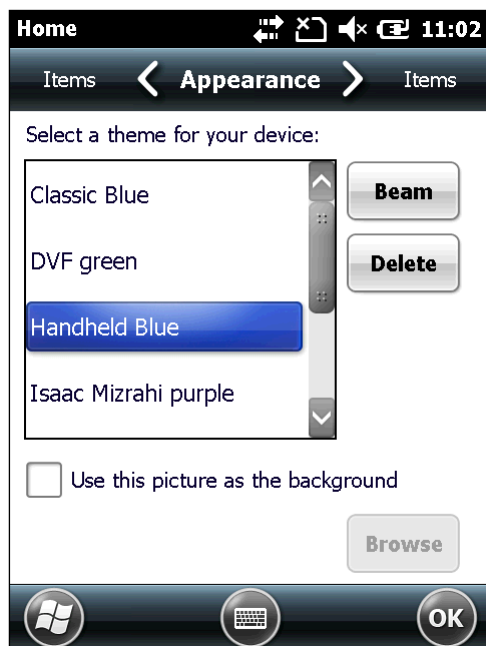 Home 11:02
Items Appearance Items
Select a theme for your device:
Classic Blue
Beam
DVF green
Delete
Handheld Blue
Isaac Mizrahi purple
Use this picture as the background
Browse
OK